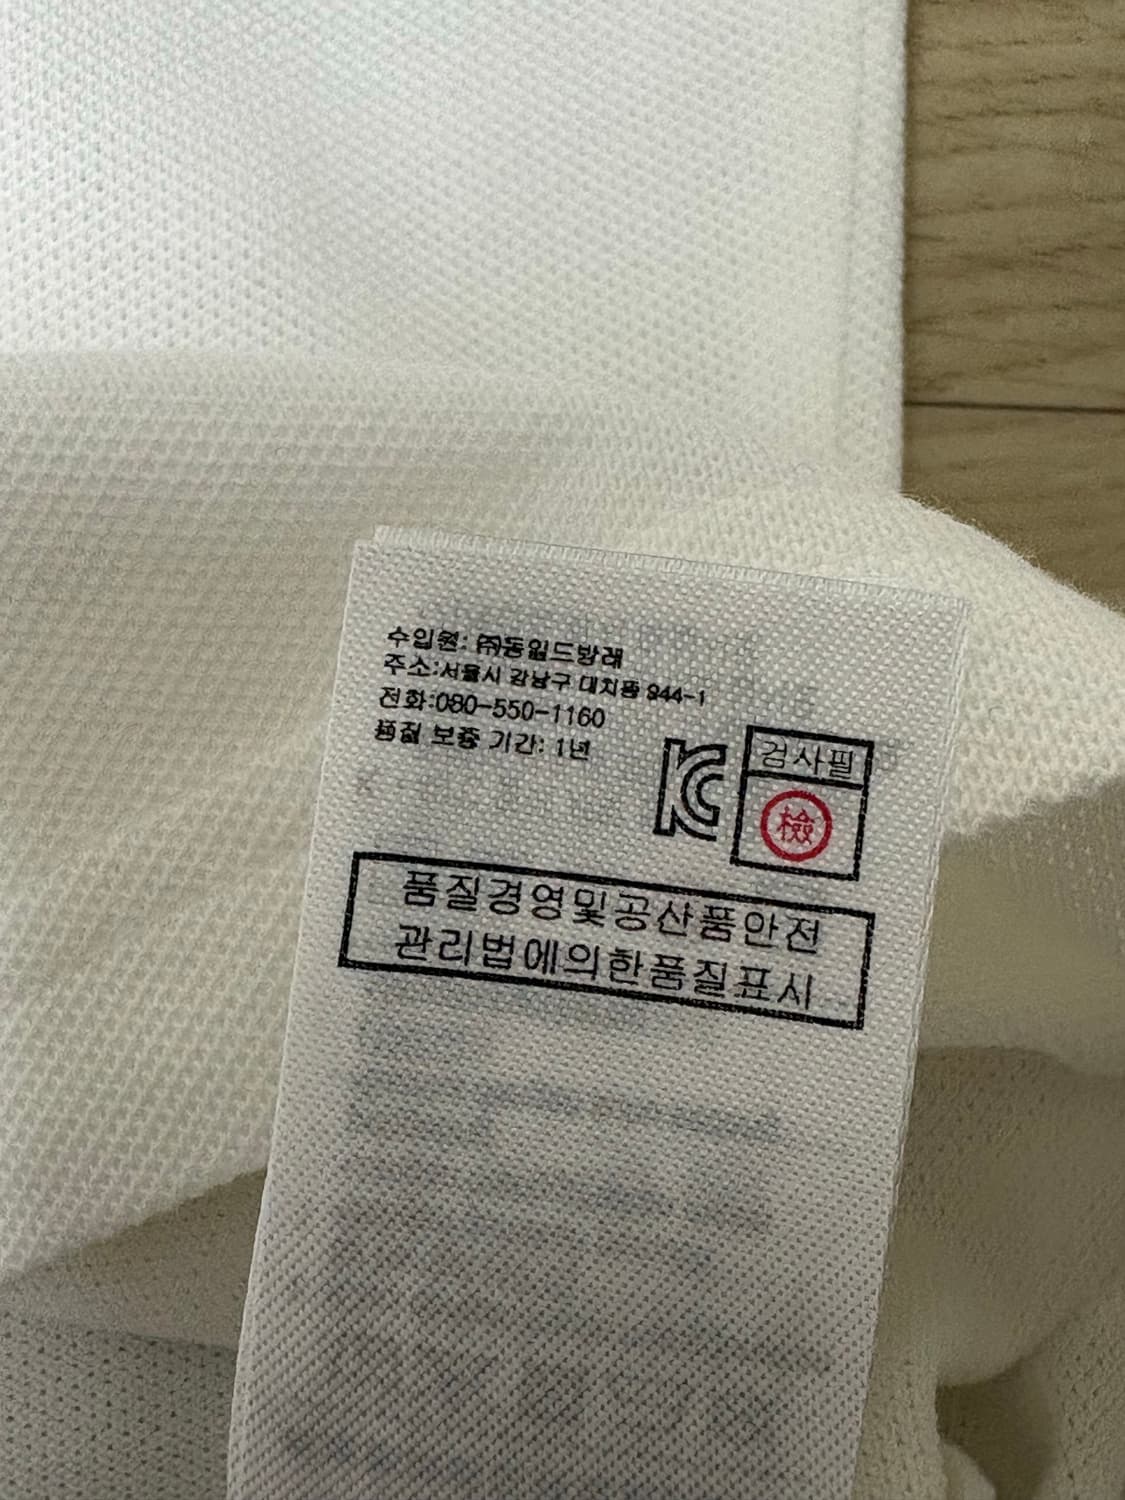 수입원: ㈜동일드방레
주소:서울시 강남구 대치동 944-1
전화:080-550-1160
품질 보증 기간: 1년
KC
검사필
檢
품질경영및공산품안전
관리법에의한품질표시